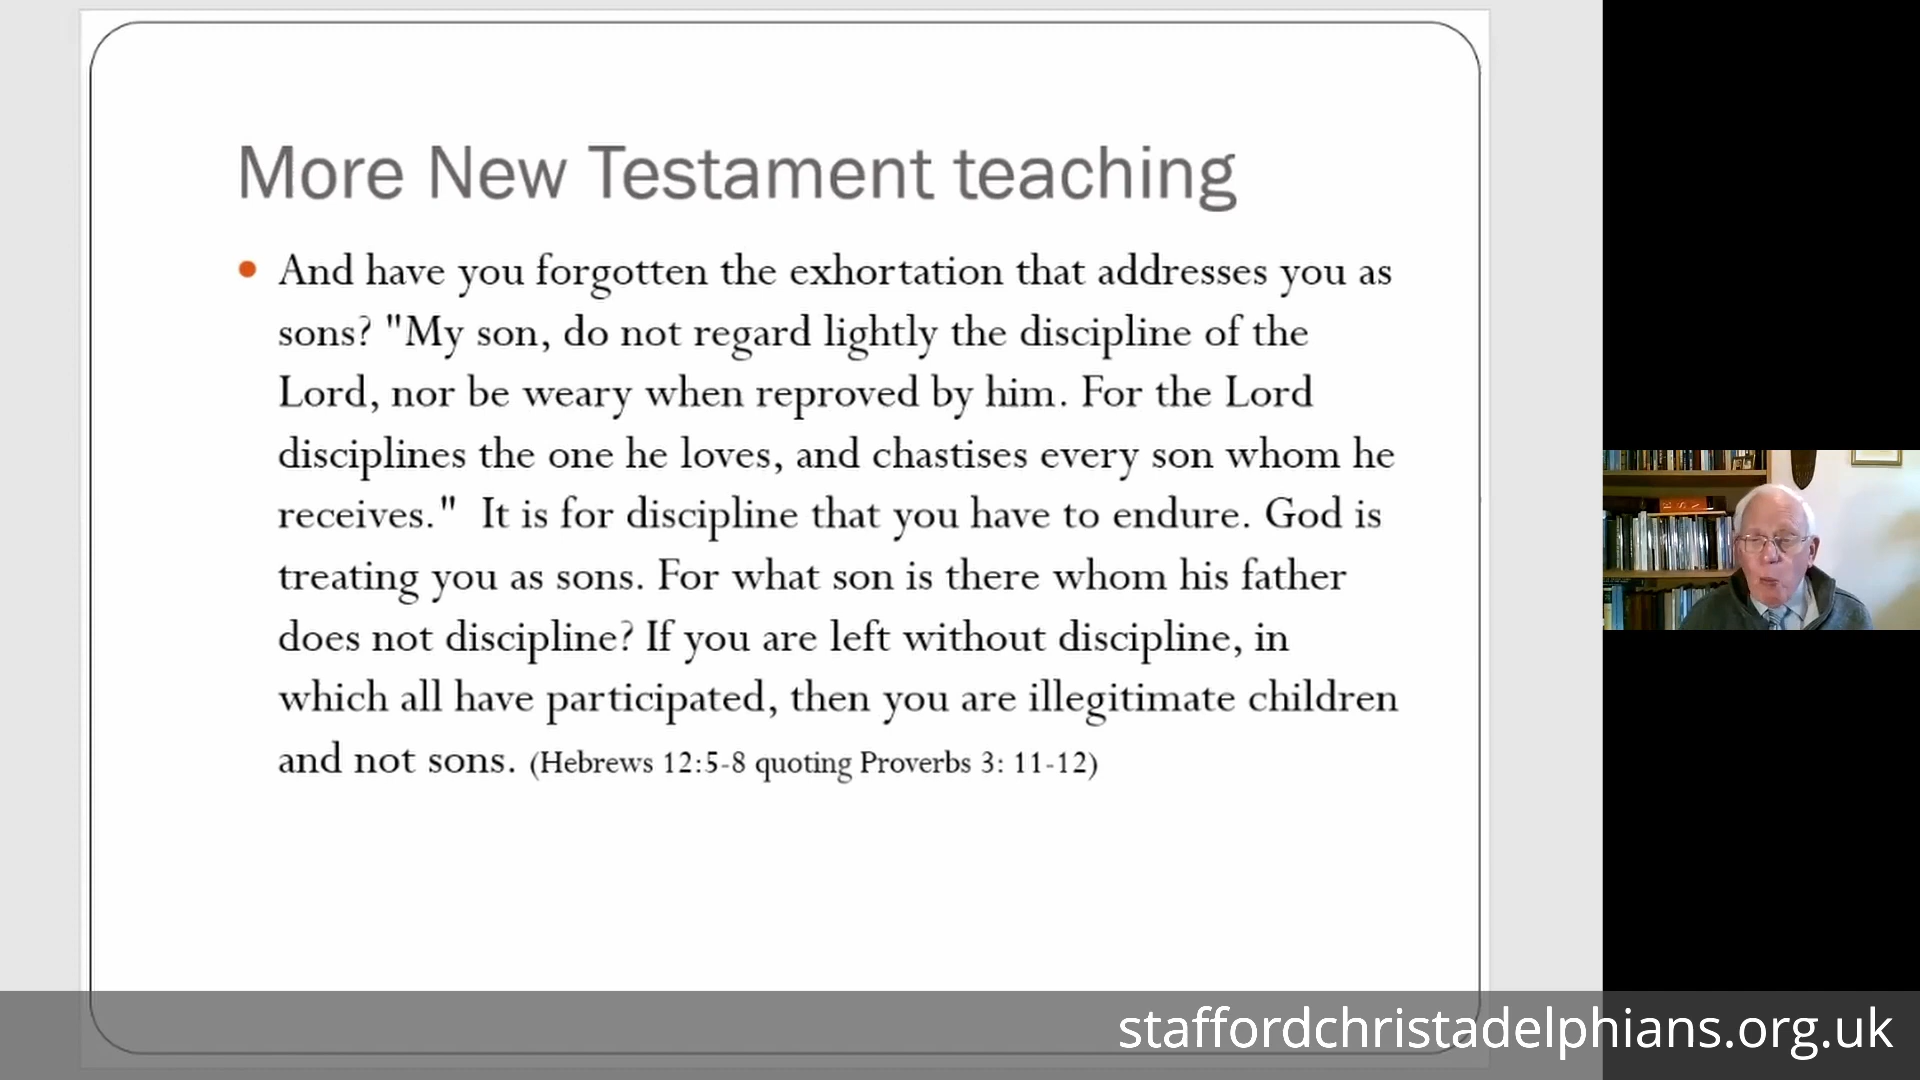 More New Testament teaching
And have you forgotten the exhortation that addresses you as
sons? "My son, do not regard lightly the discipline of the
Lord, nor be weary when reproved by him. For the Lord
disciplines the one he loves, and chastises every son whom he
receives."  It is for discipline that you have to endure. God is
treating you as sons. For what son is there whom his father
does not discipline? If you are left without discipline, in
which all have participated, then you are illegitimate children
and not sons. (Hebrews 12:5-8 quoting Proverbs 3: 11-12)
staffordchristadelphians.org.uk